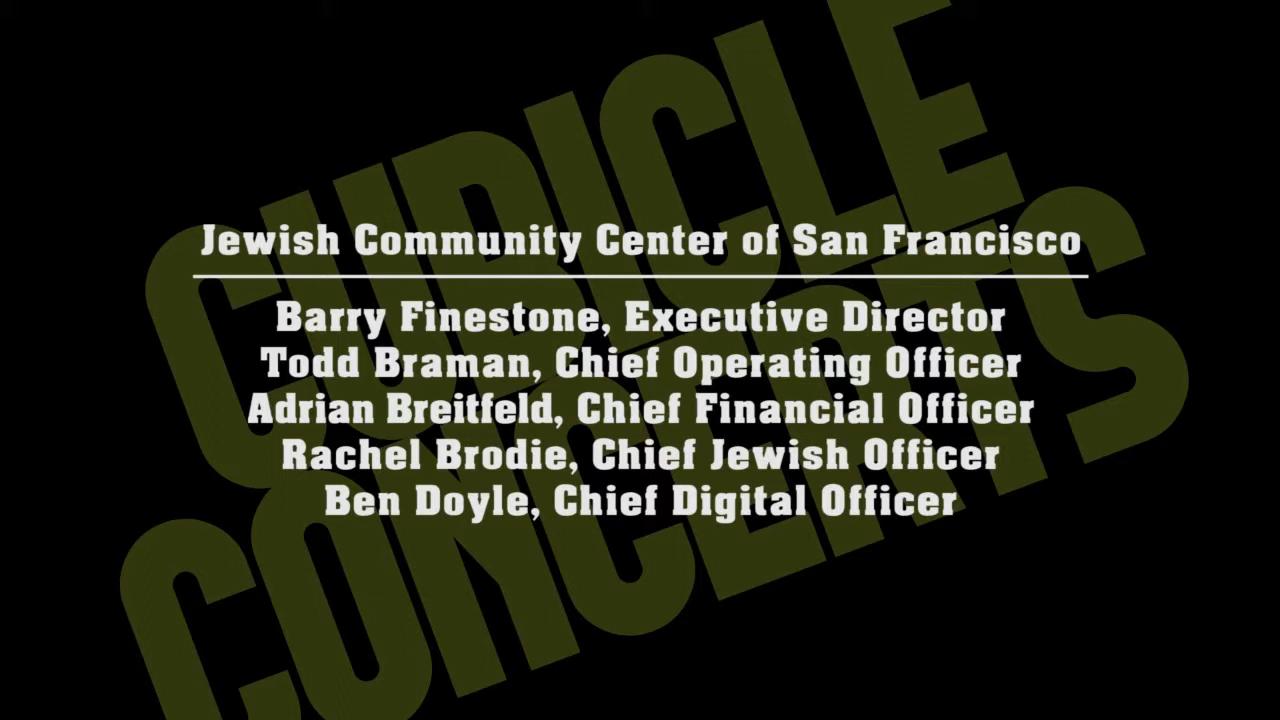 CUBICLE
CONCERTS
Jewish Community Center of San Francisco
Barry Finestone, Executive Director
Todd Braman, Chief Operating Officer
Adrian Breitfeld, Chief Financial Officer
Rachel Brodie, Chief Jewish Officer
Ben Doyle, Chief Digital Officer